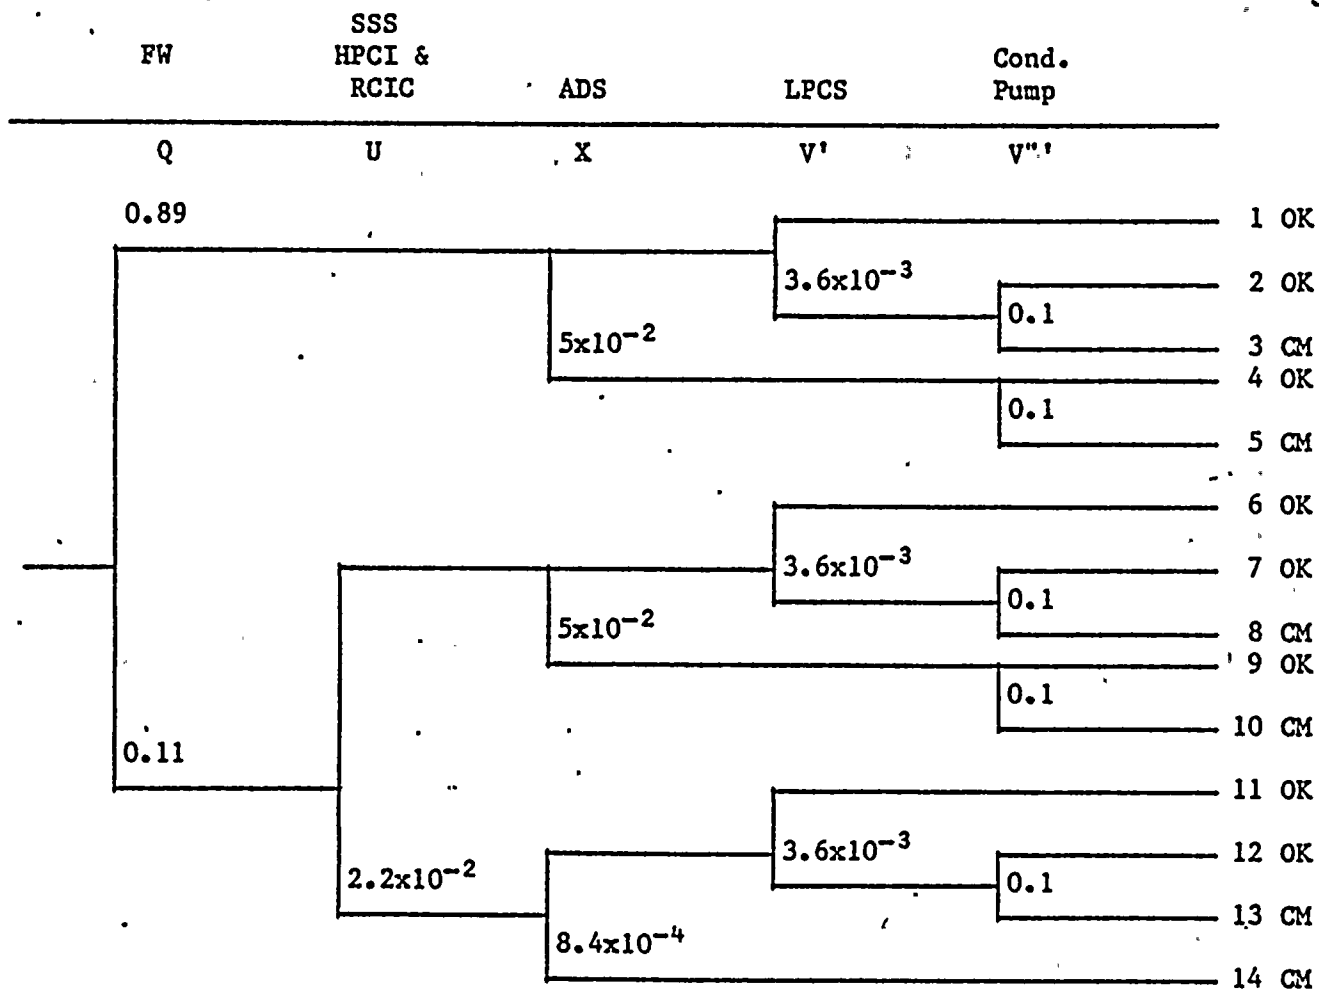 SSS
FW HPCI & Cond.
RCIC ADS LPCS Pump
Q U X V' V"'
0.89
1 OK
3.6x10⁻³ 2 OK
0.1
5x10⁻² 3 CM
4 OK
0.1
5 CM
6 OK
3.6x10⁻³ 7 OK
0.1
5x10⁻² 8 CM
9 OK
0.1
10 CM
0.11
11 OK
3.6x10⁻³ 12 OK
2.2x10⁻² 0.1
13 CM
8.4x10⁻⁴
14 CM